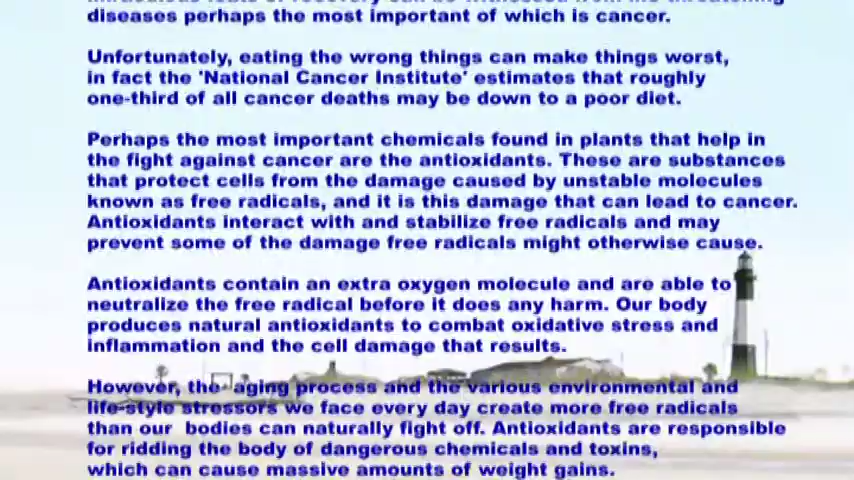 diseases perhaps the most important of which is cancer.
Unfortunately, eating the wrong things can make things worst,
in fact the 'National Cancer Institute' estimates that roughly
one-third of all cancer deaths may be down to a poor diet.
Perhaps the most important chemicals found in plants that help in
the fight against cancer are the antioxidants. These are substances
that protect cells from the damage caused by unstable molecules
known as free radicals, and it is this damage that can lead to cancer.
Antioxidants interact with and stabilize free radicals and may
prevent some of the damage free radicals might otherwise cause.
Antioxidants contain an extra oxygen molecule and are able to
neutralize the free radical before it does any harm. Our body
produces natural antioxidants to combat oxidative stress and
inflammation and the cell damage that results.
However, the aging process and the various environmental and
life-style stressors we face every day create more free radicals
than our bodies can naturally fight off. Antioxidants are responsible
for ridding the body of dangerous chemicals and toxins,
which can cause massive amounts of weight gains.